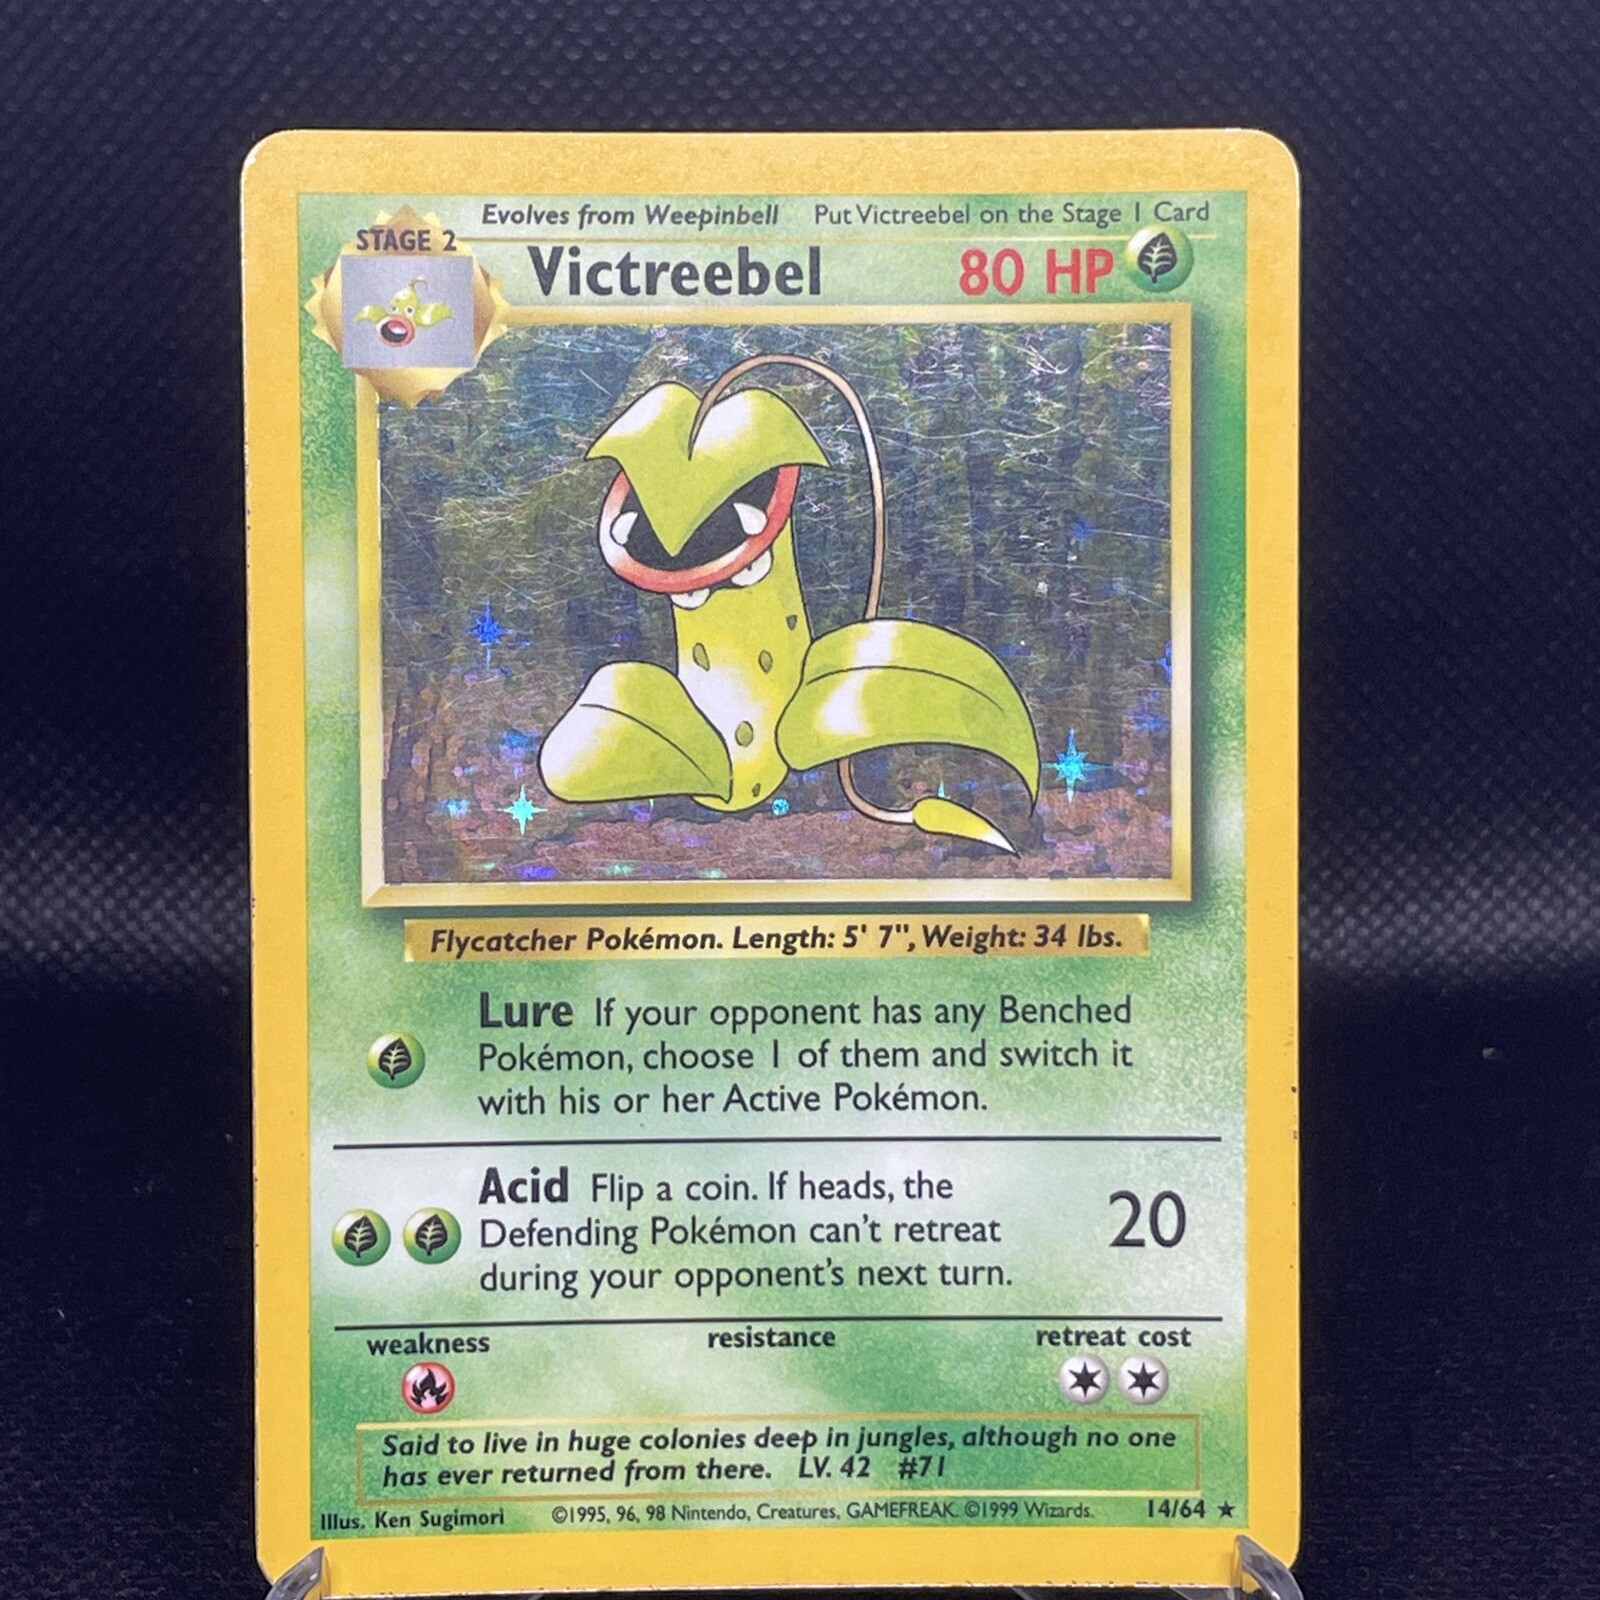 Evolves from Weepinbell Put Victreebel on the Stage 1 Card
STAGE 2
Victreebel 80 HP
Flycatcher Pokémon. Length: 5' 7", Weight: 34 lbs.
Lure If your opponent has any Benched
Pokémon, choose 1 of them and switch it
with his or her Active Pokémon.
Acid Flip a coin. If heads, the
Defending Pokémon can't retreat
during your opponent's next turn.
20
weakness resistance retreat cost
Said to live in huge colonies deep in jungles, although no one
has ever returned from there. LV. 42 #71
Illus. Ken Sugimori ©1995, 96, 98 Nintendo, Creatures, GAMEFREAK. ©1999 Wizards. 14/64 ★